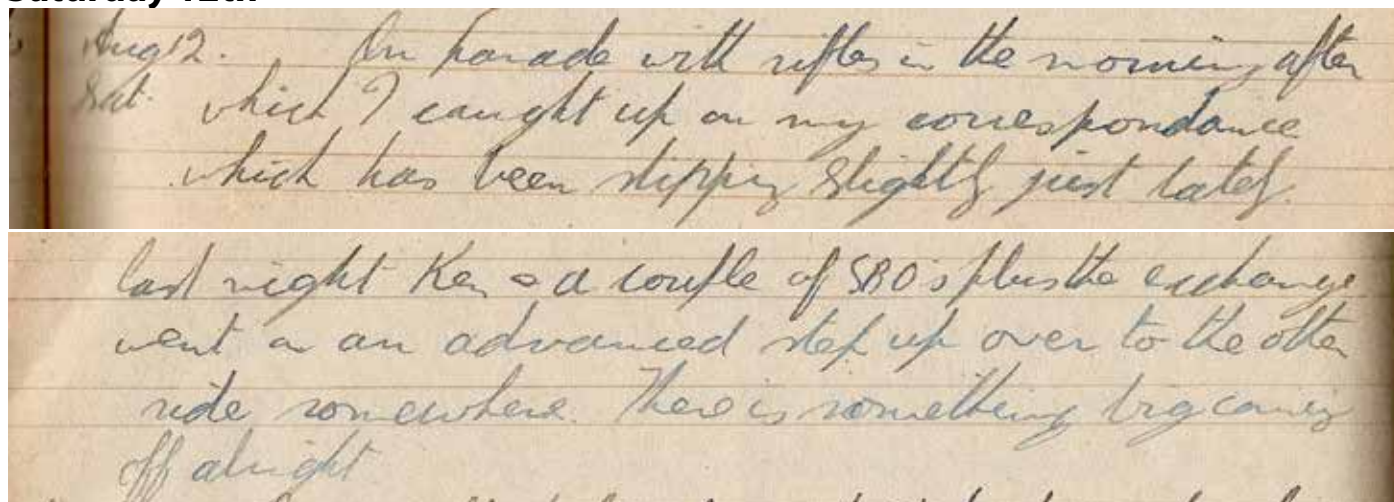 Saturday 12th
Aug 12. On parade with rifles in the morning after
Sat. which I caught up on my correspondance
which has been slipping slightly just lately.
last night Ken & a couple of SBO's plus the exchange
went on an advanced step up over to the other
side somewhere. There is something big coming
off alright